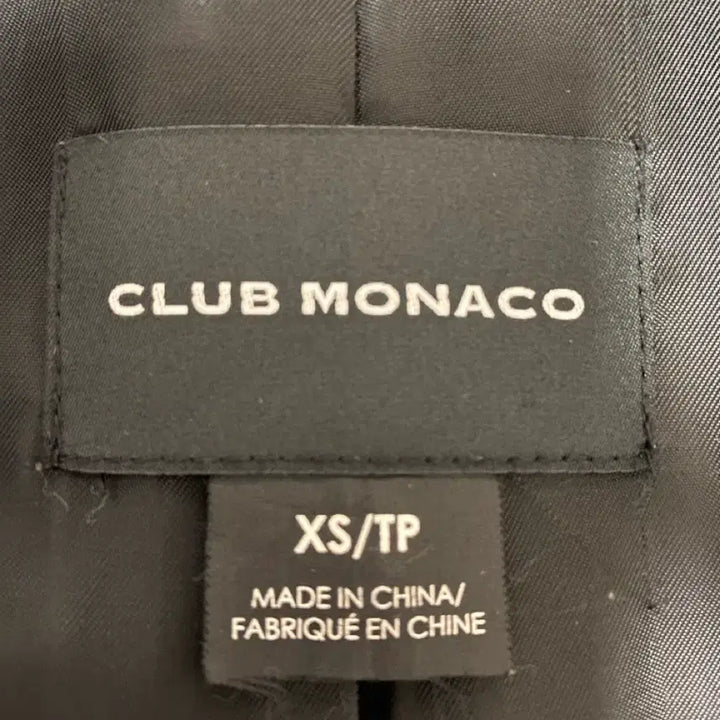 CLUB MONACO
XS/TP
MADE IN CHINA/
FABRIQUÉ EN CHINE